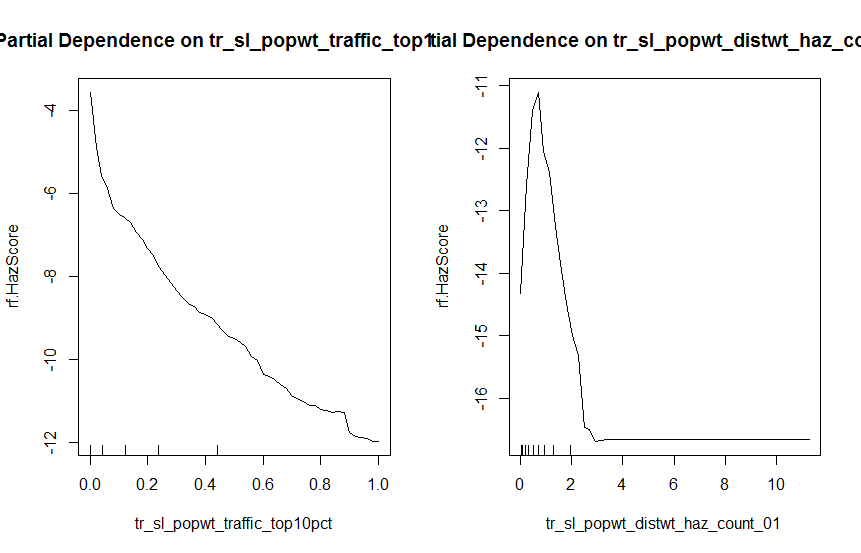 Partial Dependence on tr_sl_popwt_traffic_top1
tial Dependence on tr_sl_popwt_distwt_haz_co
rf.HazScore
-4
-6
-8
-10
-12
0.0 0.2 0.4 0.6 0.8 1.0
tr_sl_popwt_traffic_top10pct
rf.HazScore
-11
-12
-13
-14
-15
-16
0 2 4 6 8 10
tr_sl_popwt_distwt_haz_count_01